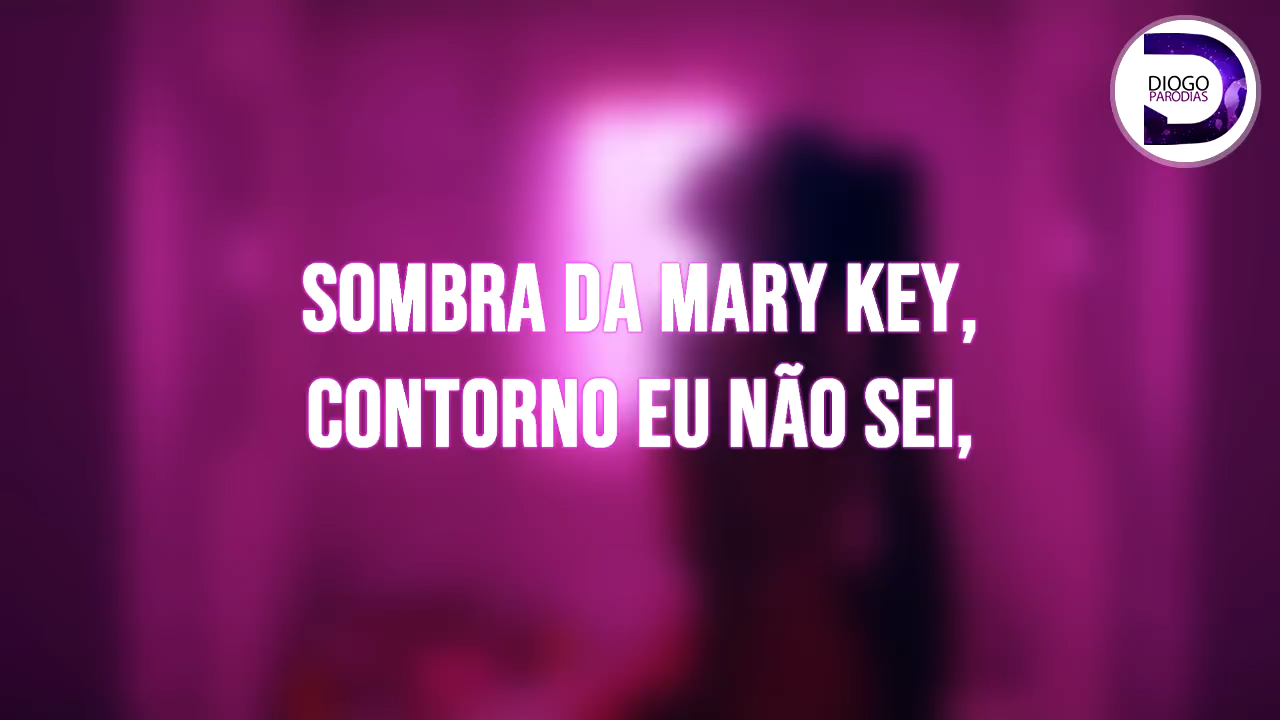 DIOGO
PARODIAS
SOMBRA DA MARY KEY,
CONTORNO EU NÃO SEI,